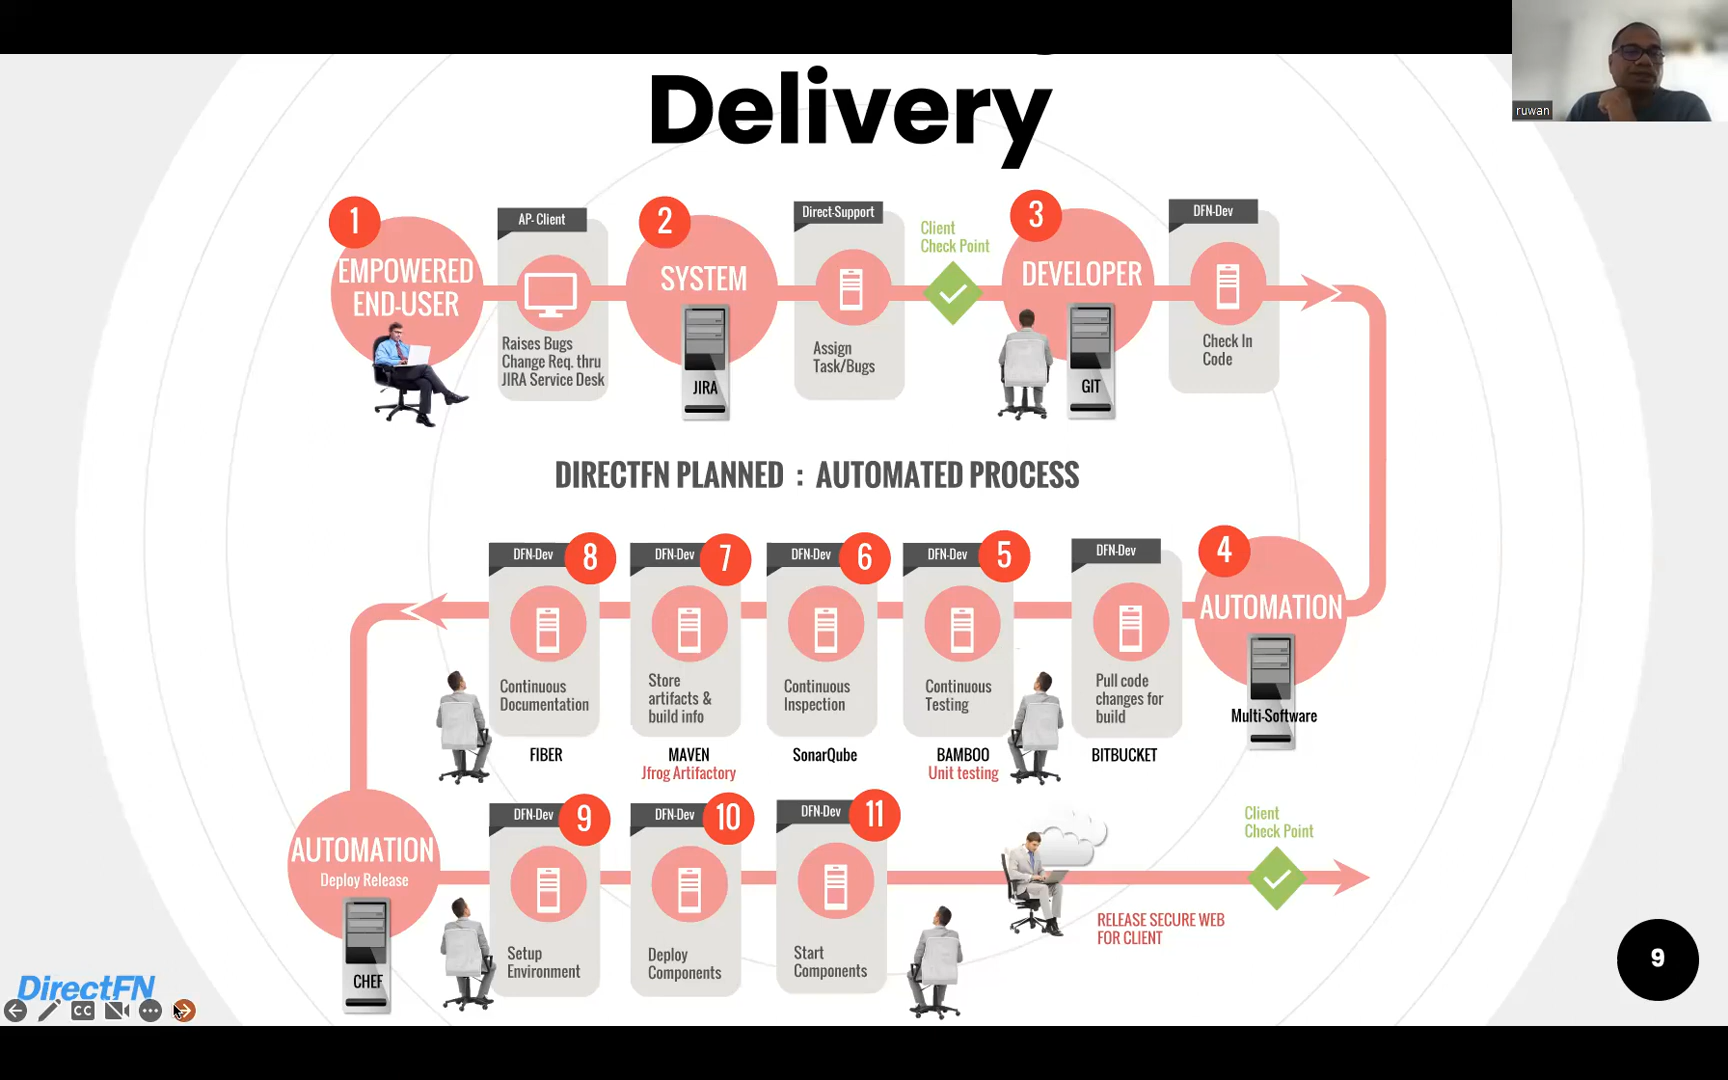 Delivery
ruwan
1
EMPOWERED
END-USER
AP- Client
Raises Bugs
Change Req. thru
JIRA Service Desk
2
SYSTEM
JIRA
Direct-Support
Assign
Task/Bugs
Client
Check Point
3
DEVELOPER
GIT
DFN-Dev
Check In
Code
DIRECTFN PLANNED : AUTOMATED PROCESS
DFN-Dev
8
Continuous
Documentation
FIBER
DFN-Dev
7
Store
artifacts &
build info
MAVEN
Jfrog Artifactory
DFN-Dev
6
Continuous
Inspection
SonarQube
DFN-Dev
5
Continuous
Testing
BAMBOO
Unit testing
DFN-Dev
Pull code
changes for
build
BITBUCKET
4
AUTOMATION
Multi-Software
AUTOMATION
Deploy Release
CHEF
DFN-Dev
9
Setup
Environment
DFN-Dev
10
Deploy
Components
DFN-Dev
11
Start
Components
RELEASE SECURE WEB
FOR CLIENT
Client
Check Point
DirectFN
CC
9